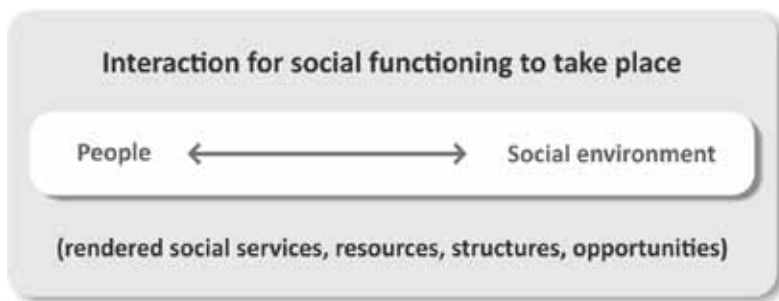 Interaction for social functioning to take place
People Social environment
(rendered social services, resources, structures, opportunities)